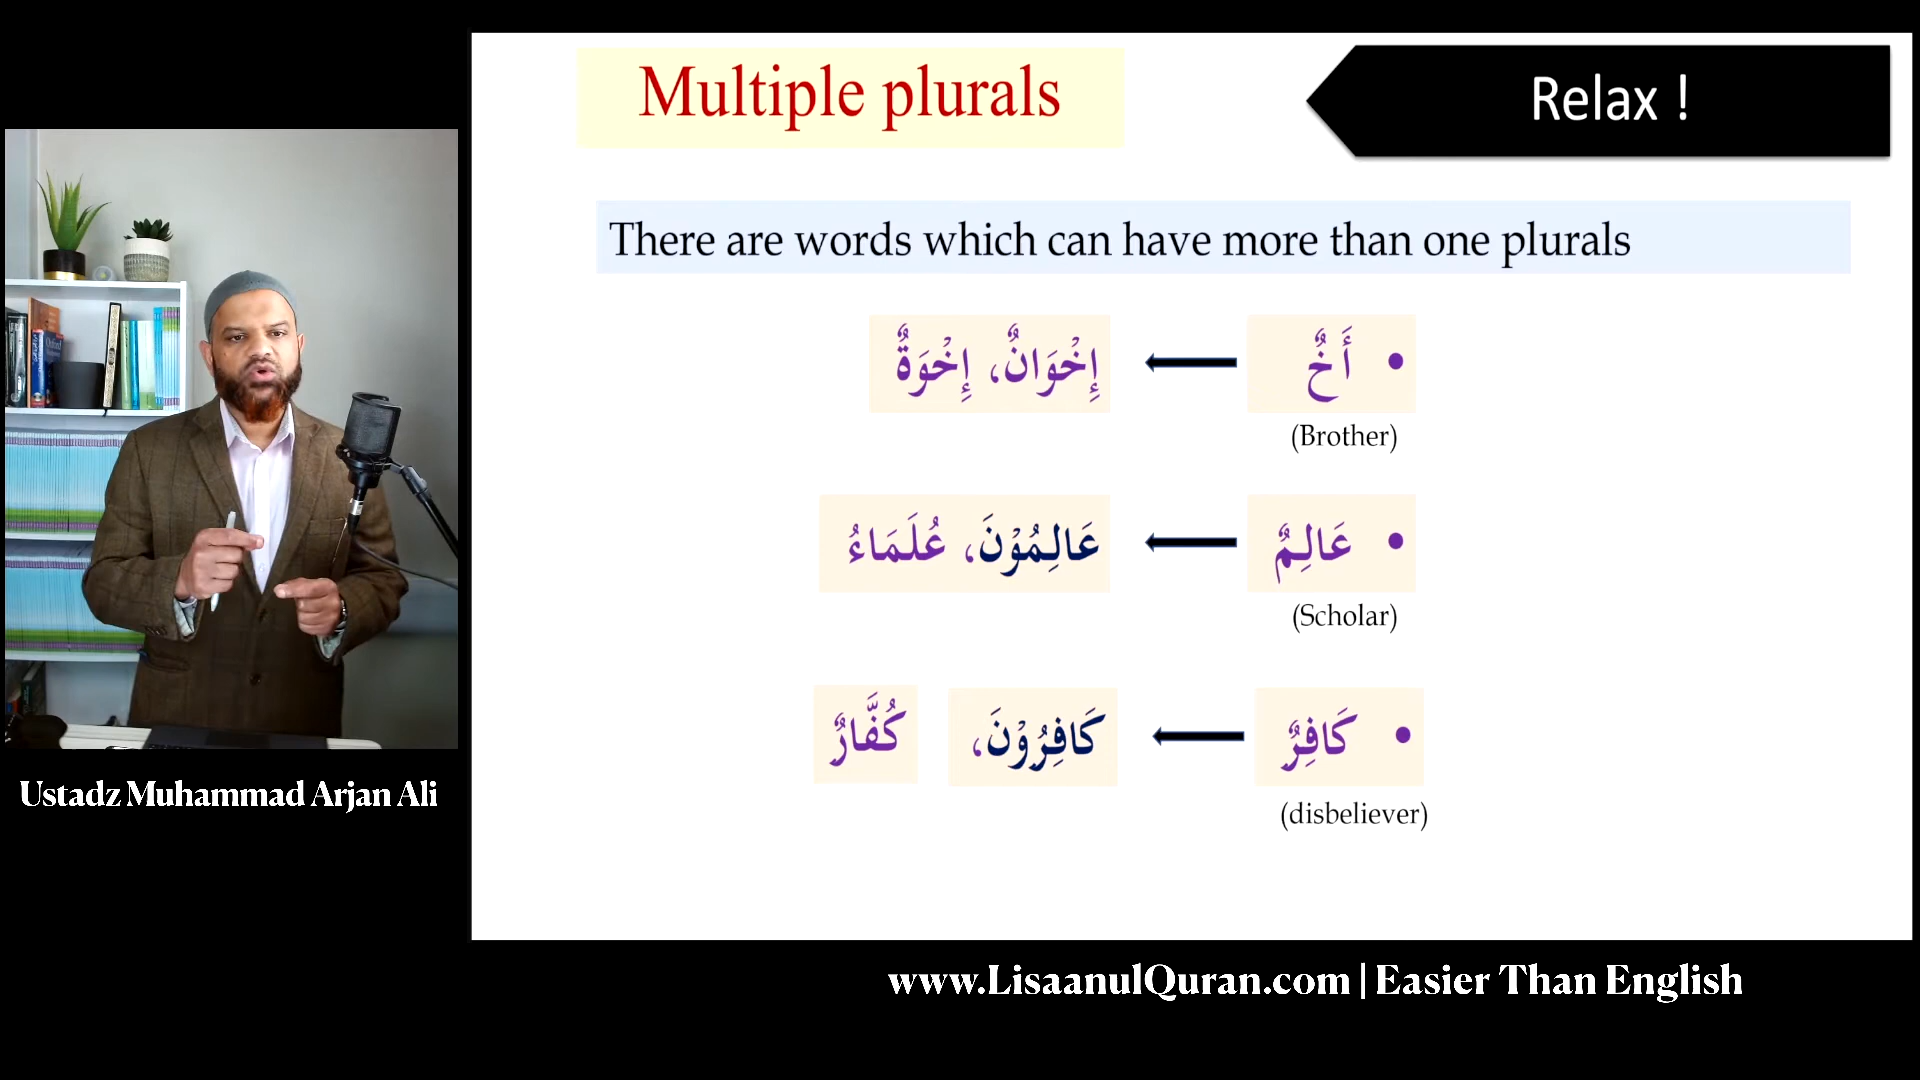 Multiple plurals
Relax !
There are words which can have more than one plurals
• أَخٌ ← إِخْوَانٌ، إِخْوَةٌ
(Brother)
• عَالِمٌ ← عَالِمُوْنَ، عُلَمَاءُ
(Scholar)
• كَافِرٌ ← كَافِرُوْنَ، كُفَّارٌ
(disbeliever)
Ustadz Muhammad Arjan Ali
www.LisaanulQuran.com | Easier Than English